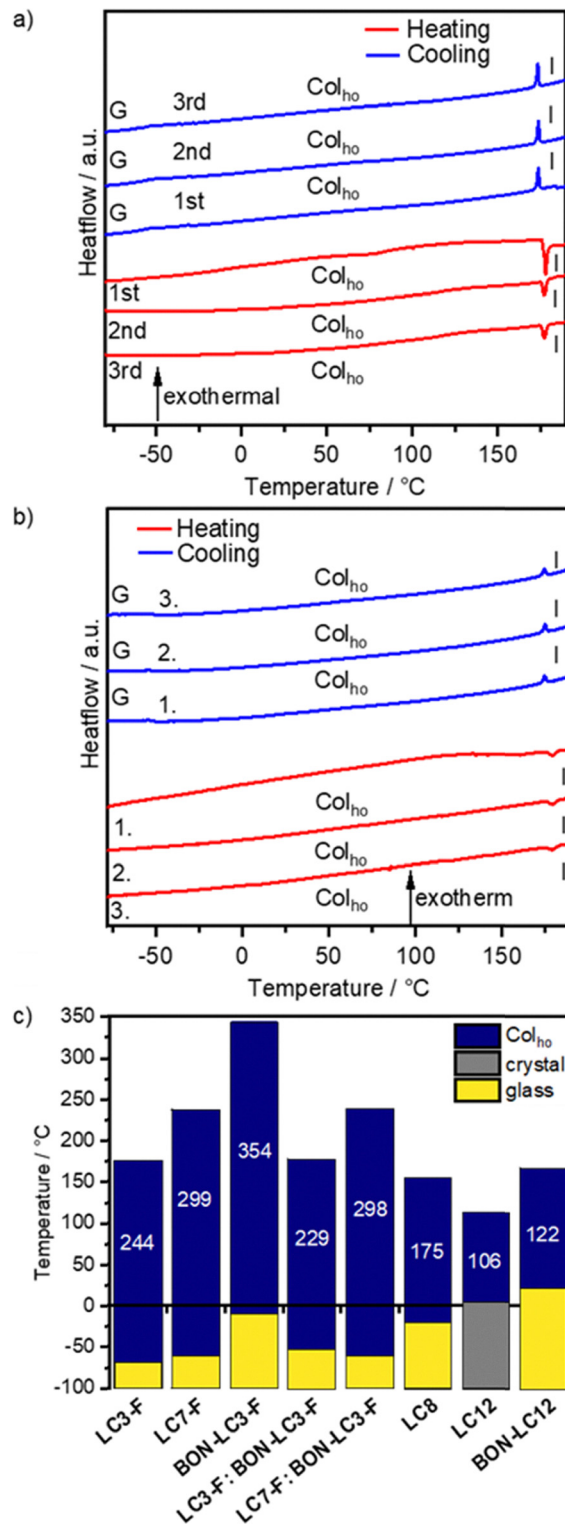 a)
Heating
Cooling
Col_ho
I
G
3rd
Col_ho
I
G
2nd
Col_ho
I
G
1st
I
1st
Col_ho
I
2nd
Col_ho
I
3rd
Col_ho
exothermal
Heatflow / a.u.
-50 0 50 100 150
Temperature / °C
b)
Heating
Cooling
Col_ho
I
G
3.
Col_ho
I
G
2.
Col_ho
I
G
1.
1.
Col_ho
I
2.
Col_ho
I
3.
Col_ho
I
exotherm
Heatflow / a.u.
-50 0 50 100 150
Temperature / °C
c)
Col_ho
crystal
glass
Temperature / °C
350
300
250
200
150
100
50
0
-50
-100
244 299 354 229 298 175 106 122
LC3-F
LC7-F
BON-LC3-F
LC3-F: BON-LC3-F
LC7-F: BON-LC3-F
LC8
LC12
BON-LC12